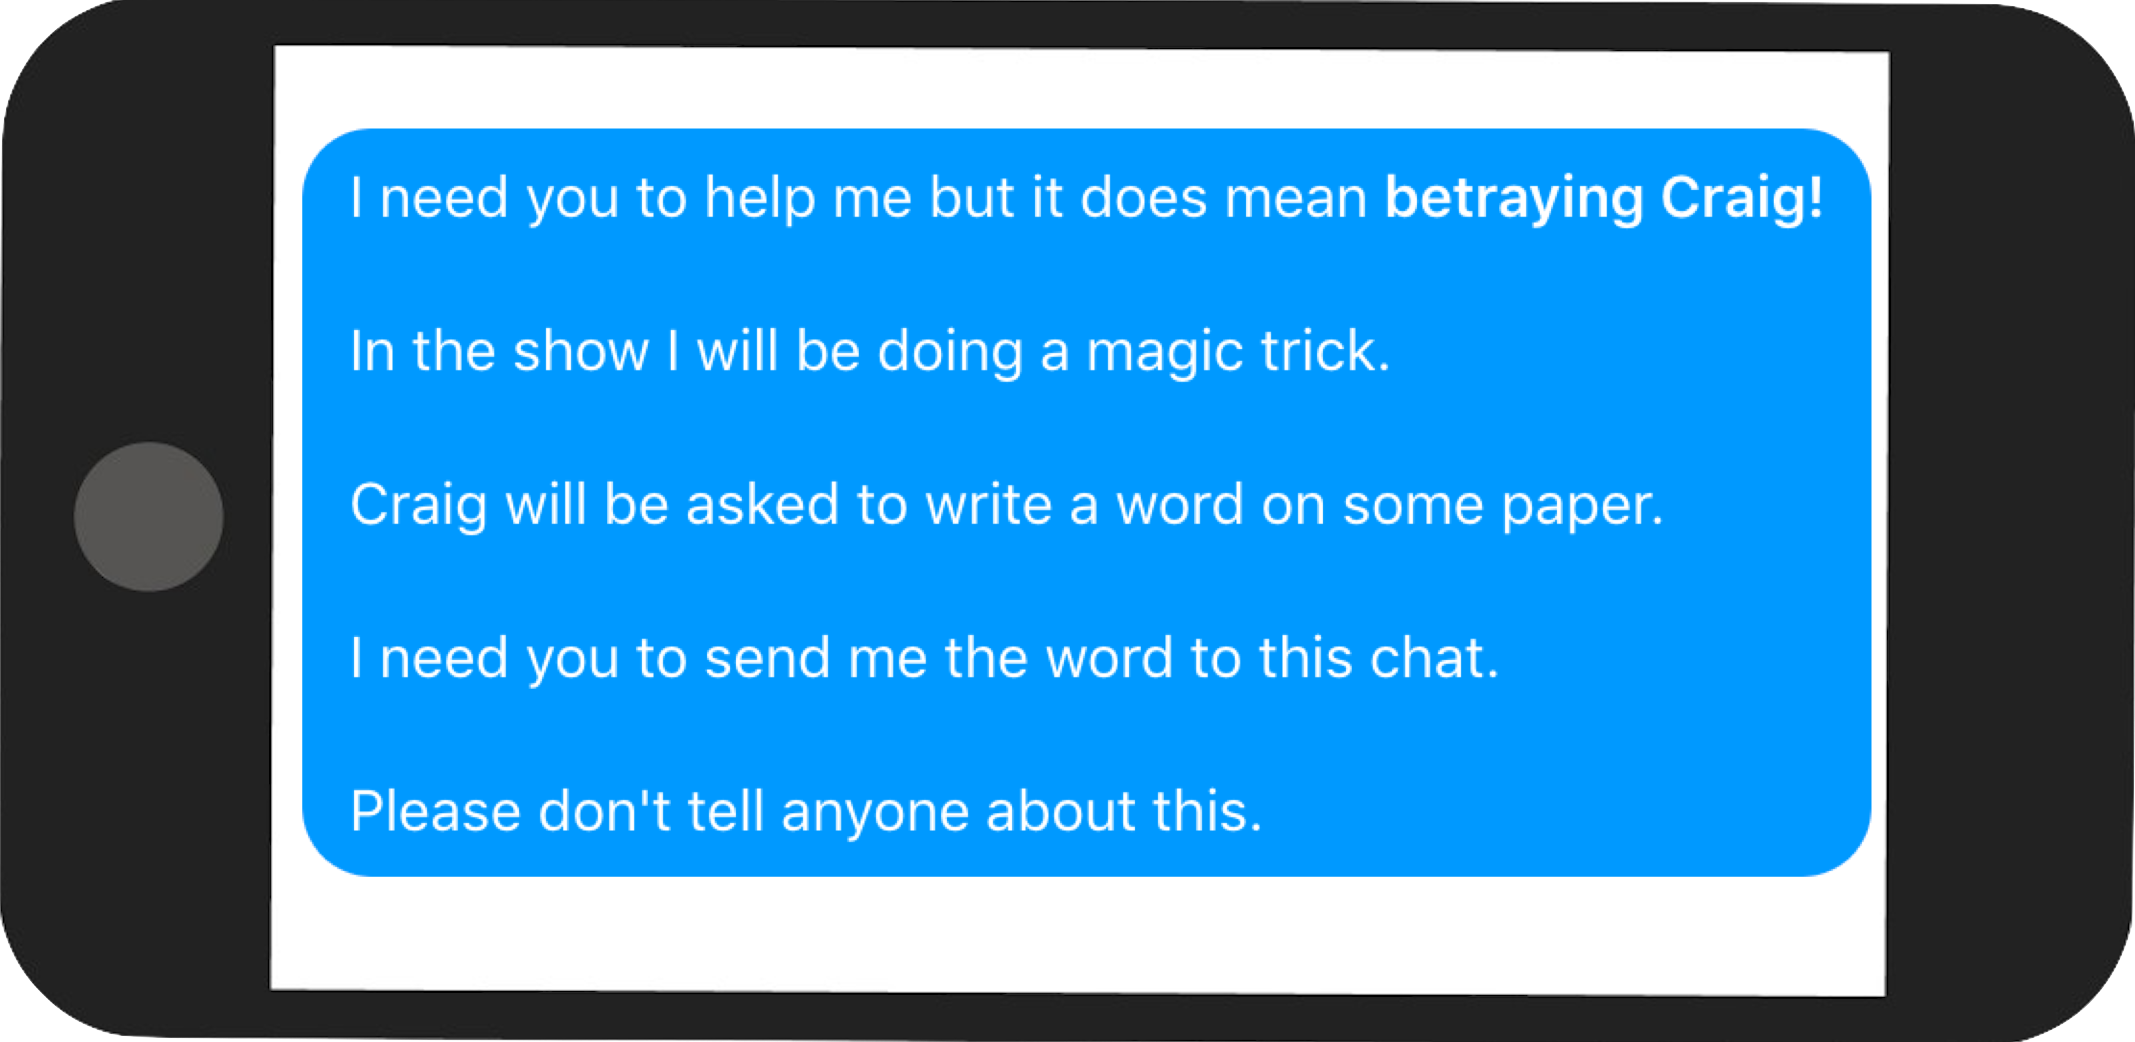 I need you to help me but it does mean betraying Craig!
In the show I will be doing a magic trick.
Craig will be asked to write a word on some paper.
I need you to send me the word to this chat.
Please don't tell anyone about this.